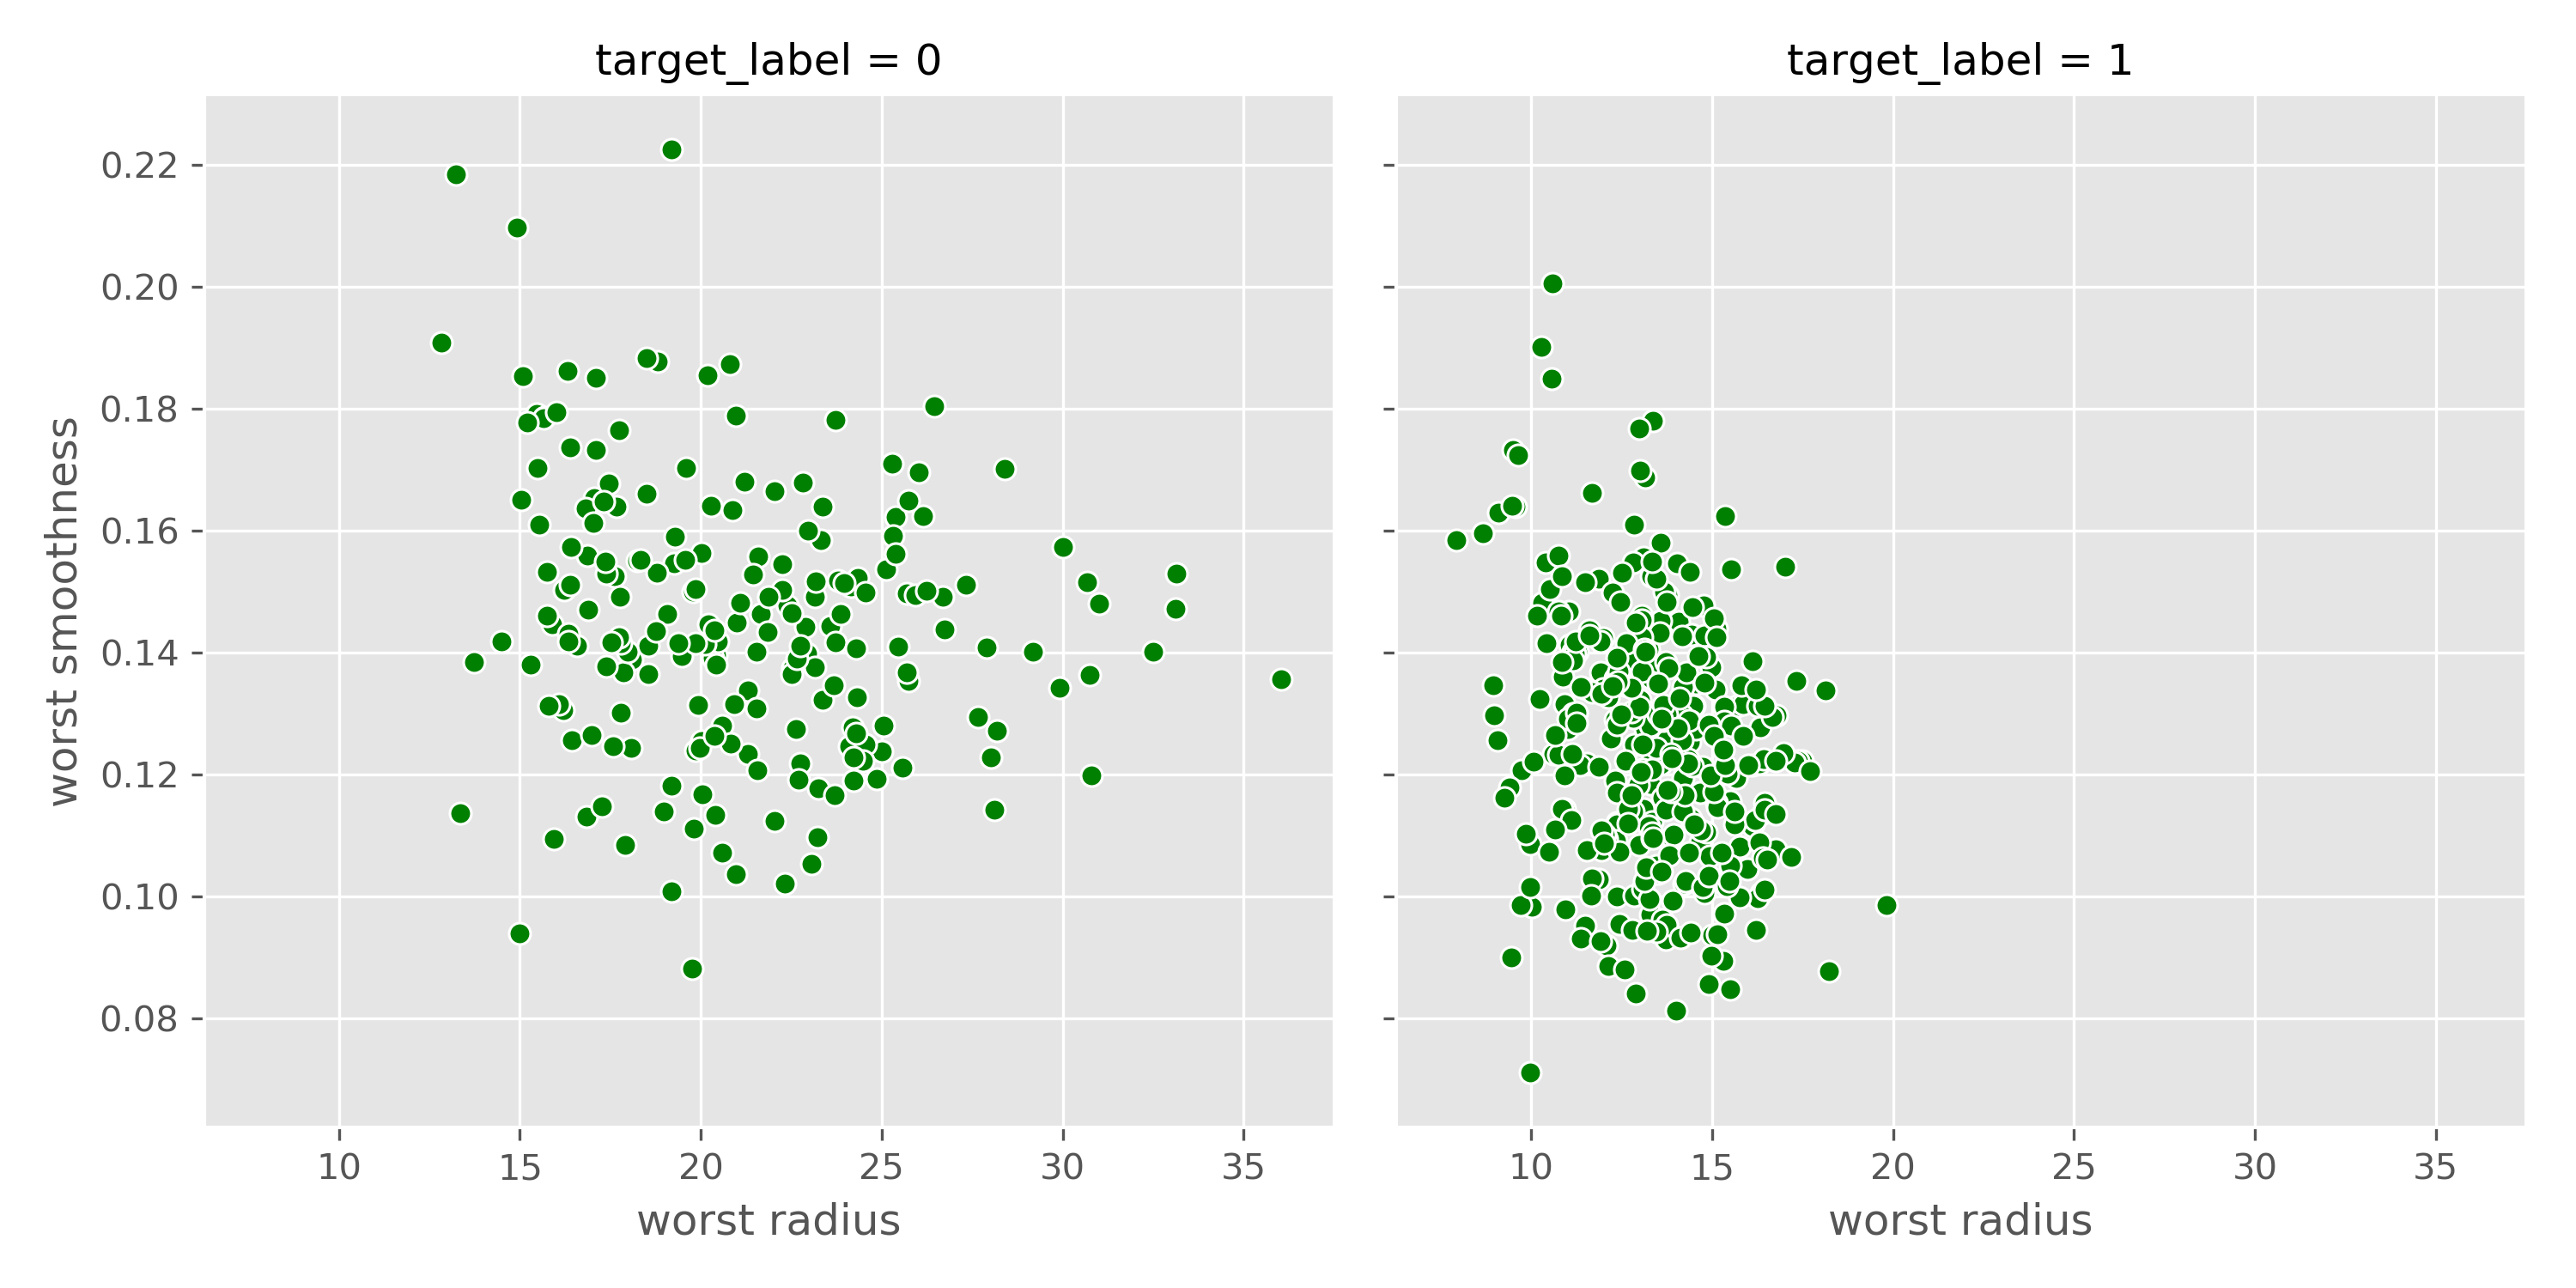 target_label = 0
target_label = 1
worst smoothness
0.22
0.20
0.18
0.16
0.14
0.12
0.10
0.08
10 15 20 25 30 35
10 15 20 25 30 35
worst radius
worst radius